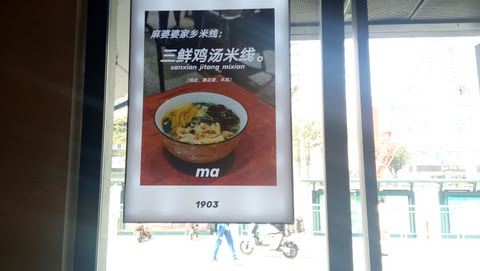 麻婆婆家乡米线：
三鲜鸡汤米线。
sanxian jitang mixian
ma
1903